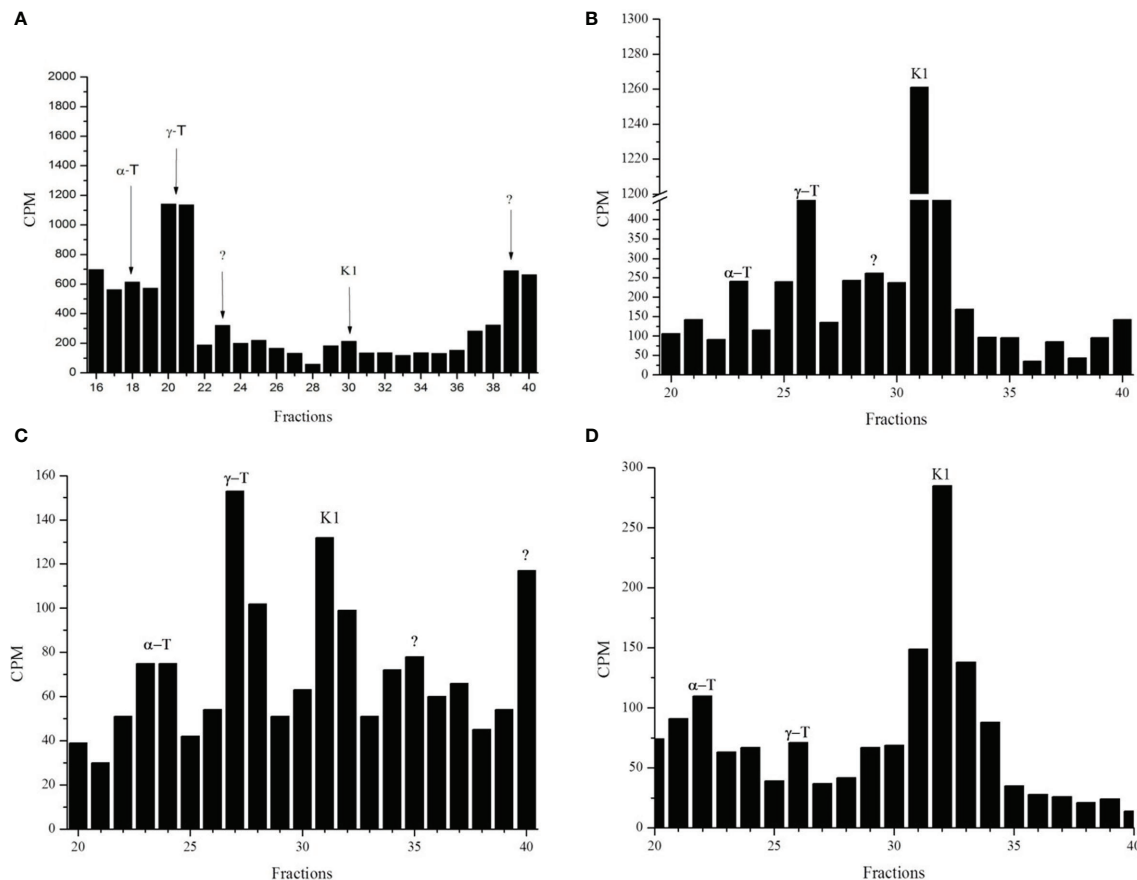 A
2000
1800
1600
1400
1200
1000
800
600
400
200
0
CPM
α-T
γ-T
?
K1
?
16 18 20 22 24 26 28 30 32 34 36 38 40
Fractions
B
1300
1280
1260
1240
1220
1200
400
350
300
250
200
150
100
50
0
CPM
α–T
γ–T
?
K1
20 25 30 35 40
Fractions
C
160
140
120
100
80
60
40
20
0
CPM
α–T
γ–T
K1
?
?
20 25 30 35 40
Fractions
D
300
250
200
150
100
50
0
CPM
α–T
γ–T
K1
20 25 30 35 40
Fractions